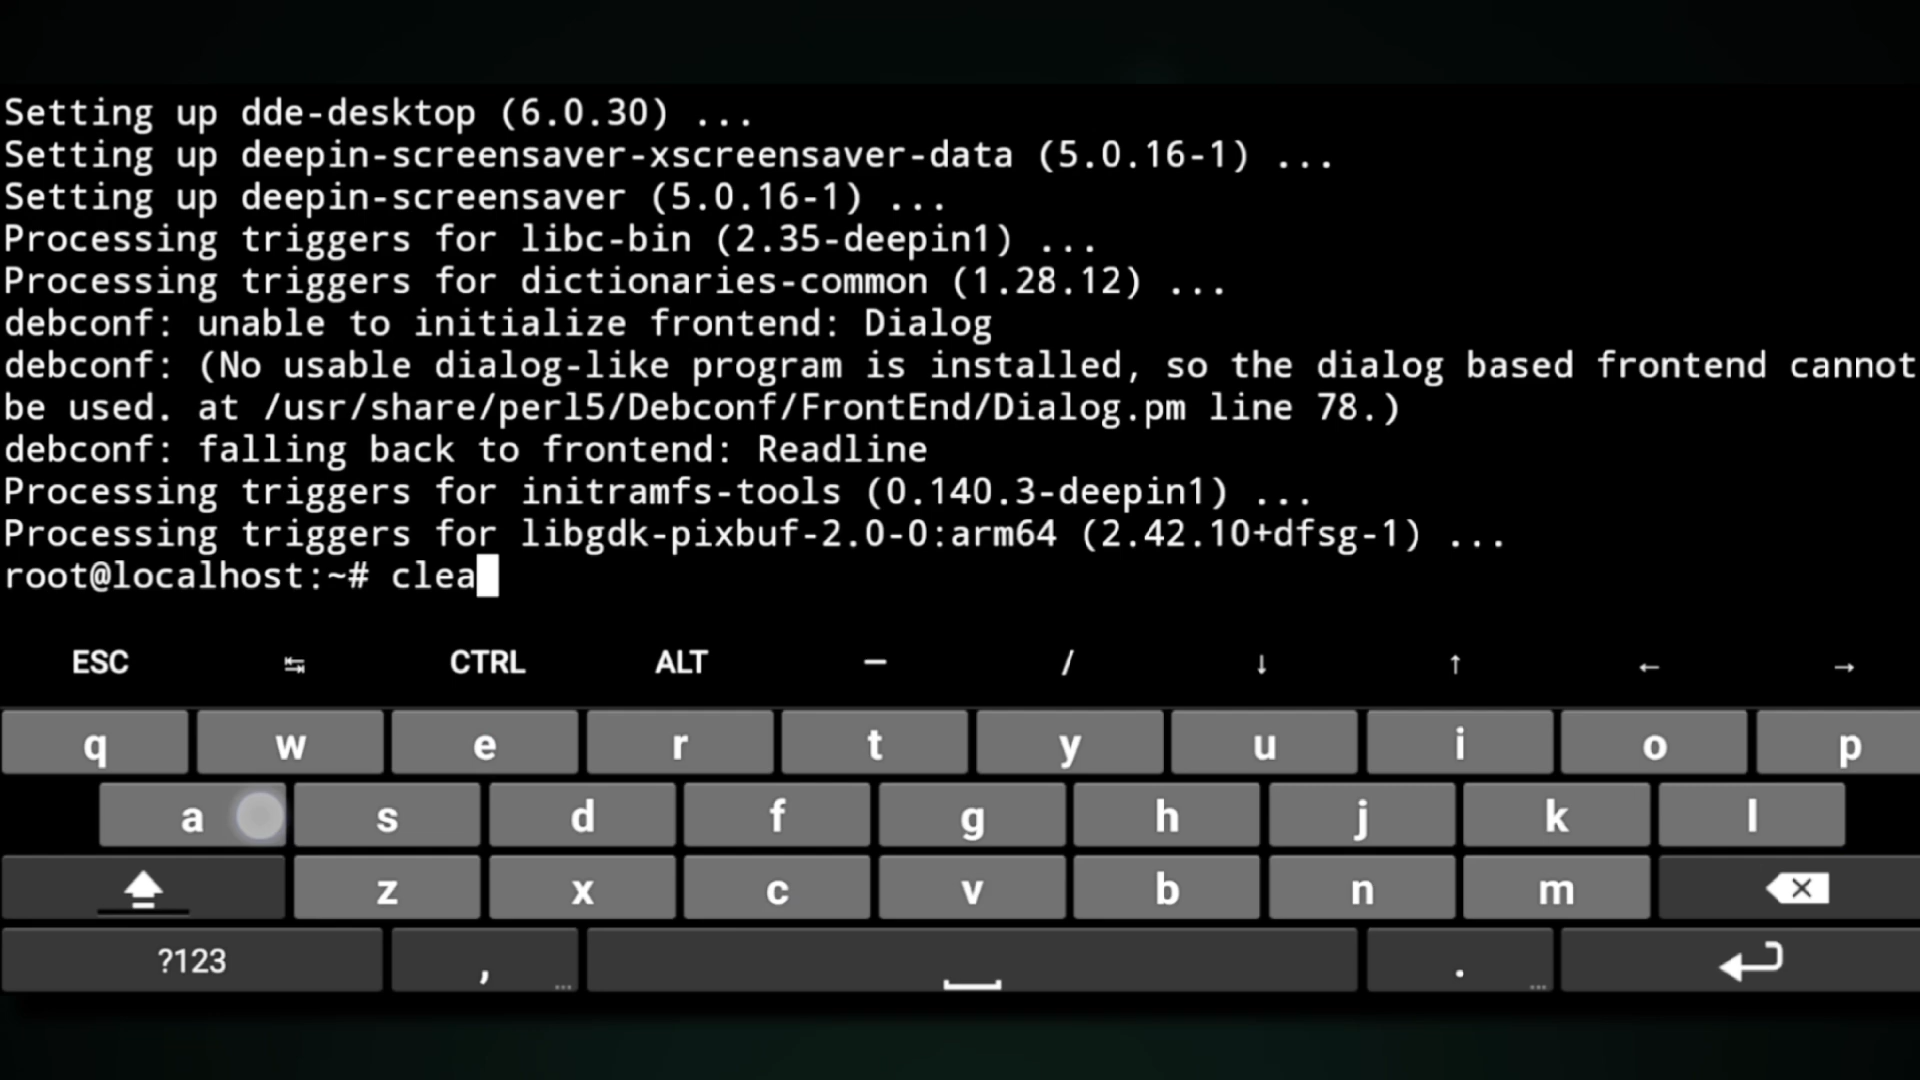 Setting up dde-desktop (6.0.30) ...
Setting up deepin-screensaver-xscreensaver-data (5.0.16-1) ...
Setting up deepin-screensaver (5.0.16-1) ...
Processing triggers for libc-bin (2.35-deepin1) ...
Processing triggers for dictionaries-common (1.28.12) ...
debconf: unable to initialize frontend: Dialog
debconf: (No usable dialog-like program is installed, so the dialog based frontend cannot
be used. at /usr/share/perl5/Debconf/FrontEnd/Dialog.pm line 78.)
debconf: falling back to frontend: Readline
Processing triggers for initramfs-tools (0.140.3-deepin1) ...
Processing triggers for libgdk-pixbuf-2.0-0:arm64 (2.42.10+dfsg-1) ...
root@localhost:~# clea
ESC ↹ CTRL ALT — / ↓ ↑ ← →
q w e r t y u i o p
a s d f g h j k l
z x c v b n m
?123 , ... . ...